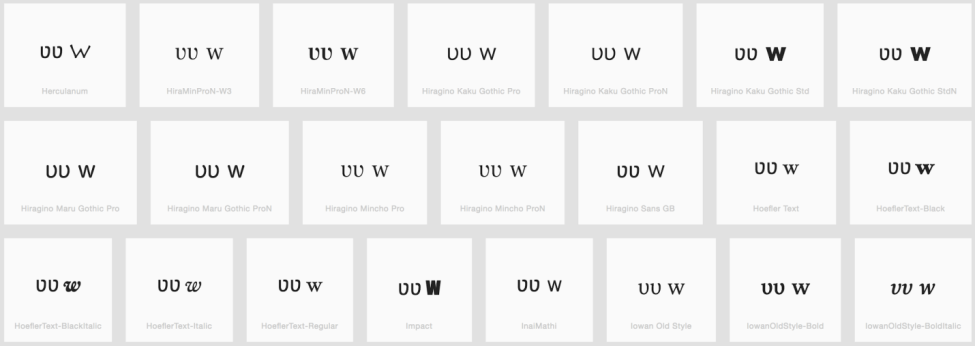 υυ w υυ w υυ w υυ w υυ w υυ w υυ w
Herculanum HiraMinProN-W3 HiraMinProN-W6 Hiragino Kaku Gothic Pro Hiragino Kaku Gothic ProN Hiragino Kaku Gothic Std Hiragino Kaku Gothic StdN
υυ w υυ w υυ w υυ w υυ w υυ w υυ w
Hiragino Maru Gothic Pro Hiragino Maru Gothic ProN Hiragino Mincho Pro Hiragino Mincho ProN Hiragino Sans GB Hoefler Text HoeflerText-Black
υυ w υυ w υυ w υυ w υυ w υυ w υυ w υυ w
HoeflerText-BlackItalic HoeflerText-Italic HoeflerText-Regular Impact InaiMathi Iowan Old Style IowanOldStyle-Bold IowanOldStyle-BoldItalic